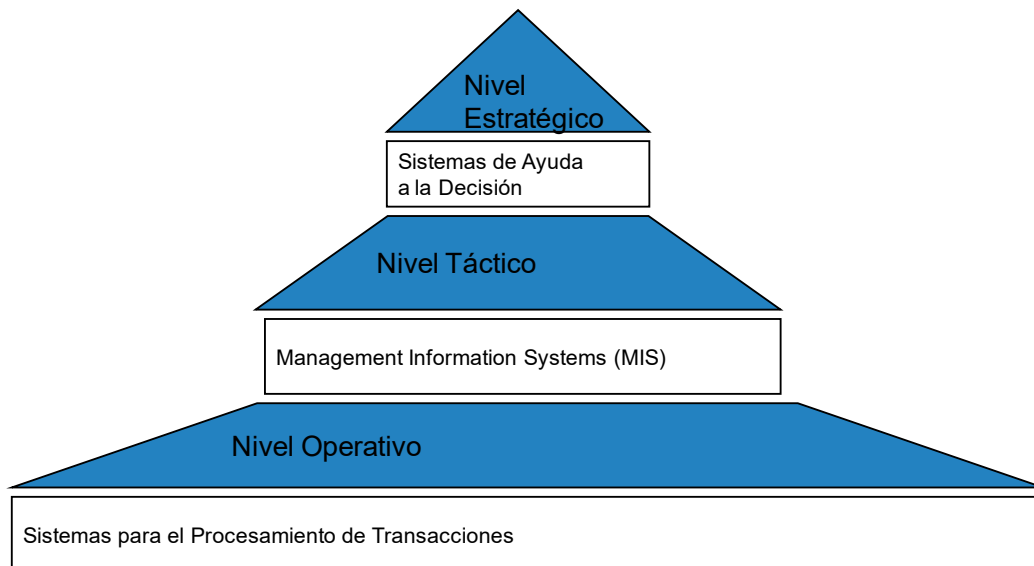 Nivel
Estratégico
Sistemas de Ayuda
a la Decisión
Nivel Táctico
Management Information Systems (MIS)
Nivel Operativo
Sistemas para el Procesamiento de Transacciones